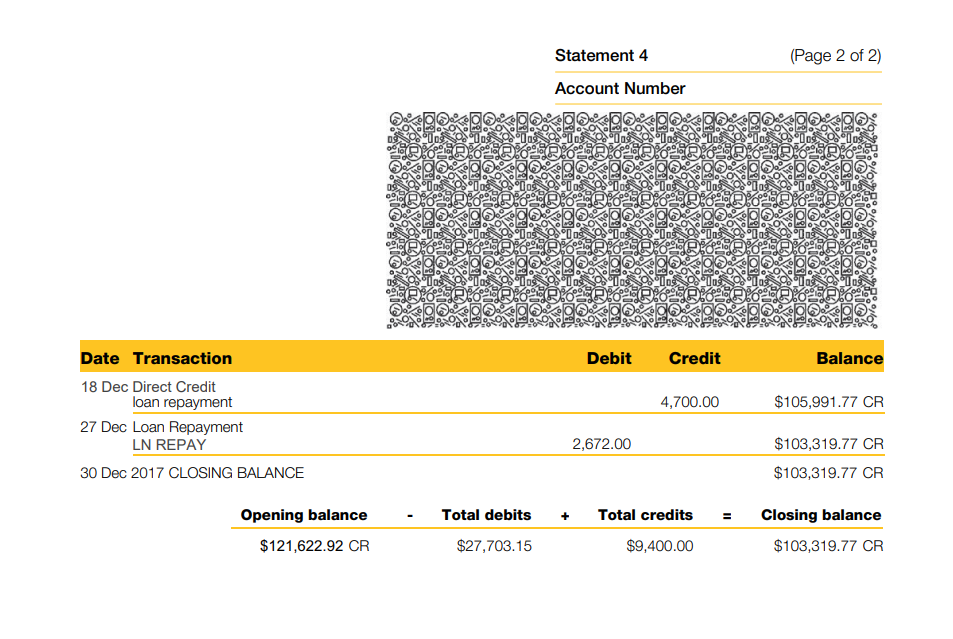 Statement 4 (Page 2 of 2)
Account Number
Date Transaction Debit Credit Balance
18 Dec Direct Credit
loan repayment 4,700.00 $105,991.77 CR
27 Dec Loan Repayment
LN REPAY 2,672.00 $103,319.77 CR
30 Dec 2017 CLOSING BALANCE $103,319.77 CR
Opening balance - Total debits + Total credits = Closing balance
$121,622.92 CR $27,703.15 $9,400.00 $103,319.77 CR